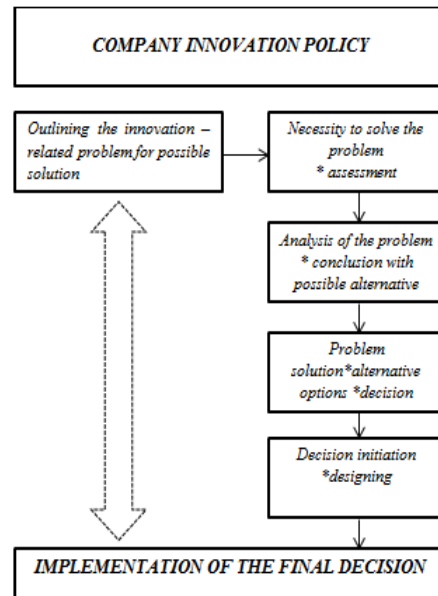 COMPANY INNOVATION POLICY
Outlining the innovation –
related problem for possible
solution
Necessity to solve the
problem
* assessment
Analysis of the problem
* conclusion with
possible alternative
Problem
solution*alternative
options *decision
Decision initiation
*designing
IMPLEMENTATION OF THE FINAL DECISION